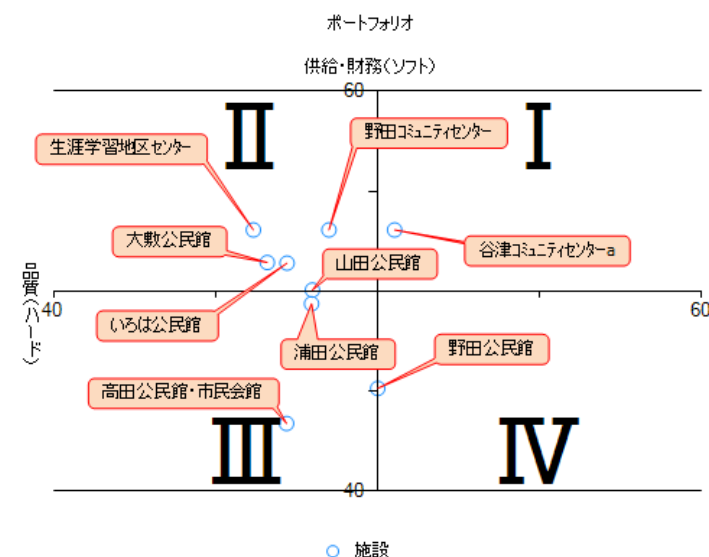 ポートフォリオ
供給・財務(ソフト)
60
Ⅱ
Ⅰ
野田コミュニティセンター
生涯学習地区センター
大敷公民館
谷津コミュニティセンターa
山田公民館
品質(ハード)
40
60
いろは公民館
浦田公民館
野田公民館
高田公民館・市民会館
Ⅲ
Ⅳ
40
施設